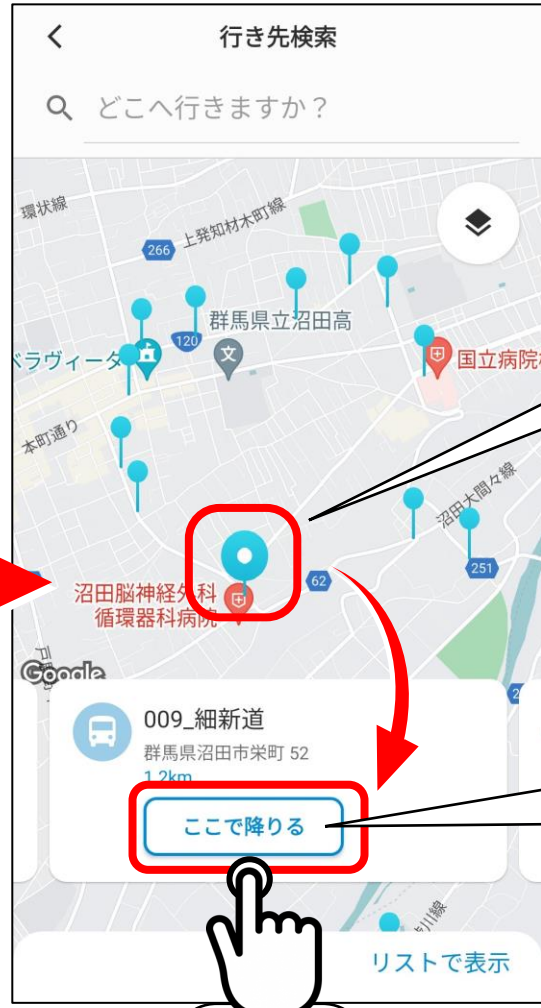 行き先検索
どこへ行きますか？
環状線
上発知材木町線
266
群馬県立沼田高
120
ベラヴィータ
国立病院
本町通り
沼田大間々線
251
62
沼田脳神経外科
循環器科病院
Google
009_細新道
群馬県沼田市栄町 52
1.2km
ここで降りる
リストで表示